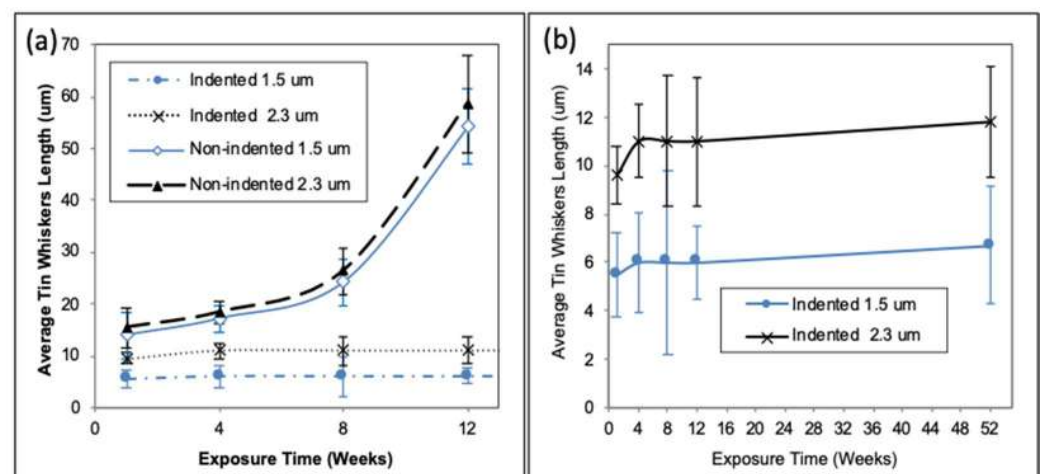 (a)
70
60
50
40
30
20
10
0
Indented 1.5 um
Indented 2.3 um
Non-indented 1.5 um
Non-indented 2.3 um
0 4 8 12
Average Tin Whiskers Length (um)
Exposure Time (Weeks)
(b)
14
12
10
8
6
4
2
0
Indented 1.5 um
Indented 2.3 um
0 4 8 12 16 20 24 28 32 36 40 44 48 52
Average Tin Whiskers Length (um)
Exposure Time (Weeks)